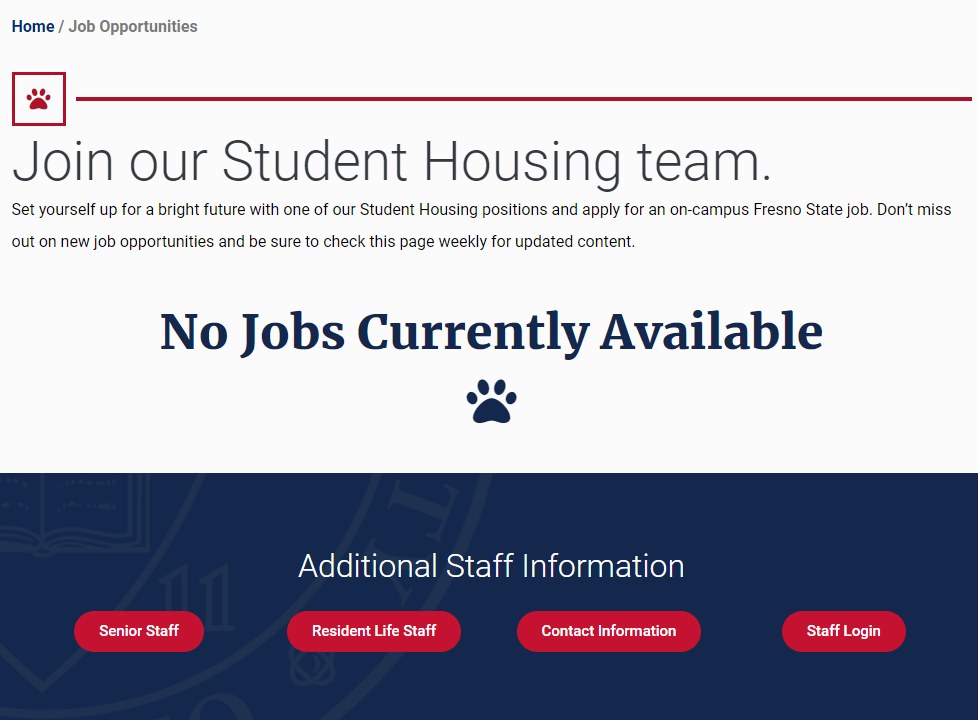 Home / Job Opportunities
Join our Student Housing team.
Set yourself up for a bright future with one of our Student Housing positions and apply for an on-campus Fresno State job. Don’t miss
out on new job opportunities and be sure to check this page weekly for updated content.
No Jobs Currently Available
Additional Staff Information
Senior Staff
Resident Life Staff
Contact Information
Staff Login